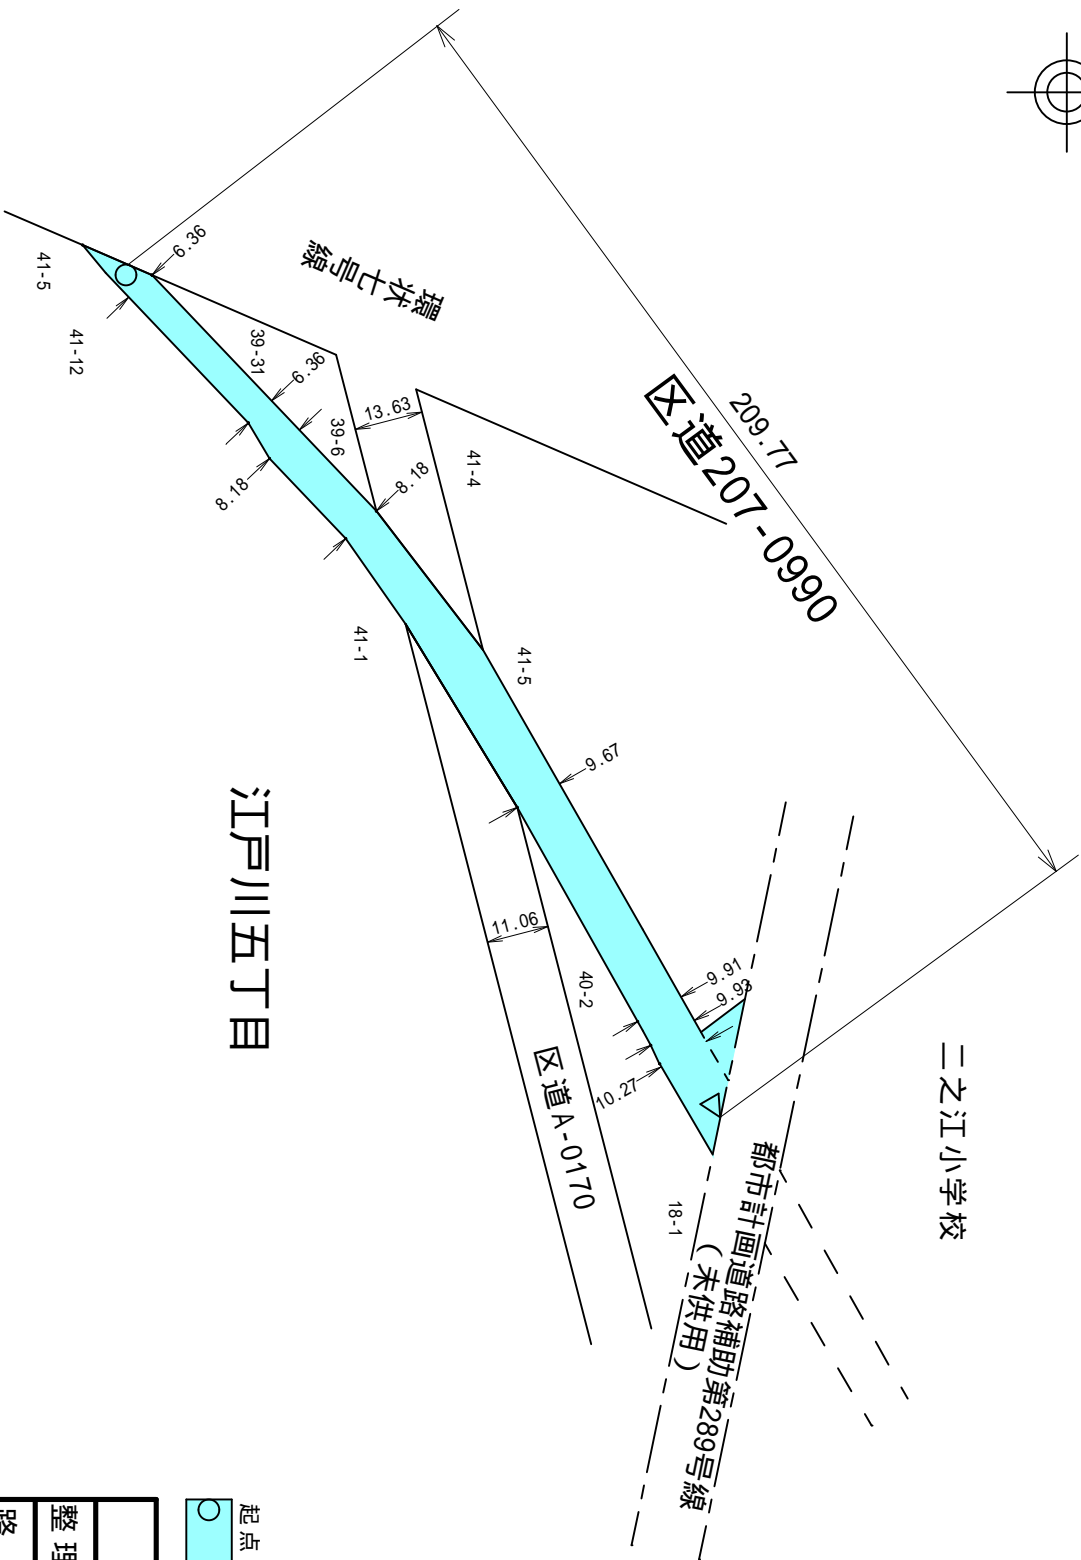 209.77
区道207-0990
環状七号線
二之江小学校
6.36
6.36
39-31
39-6
13.63
8.18
41-4
41-5
41-12
8.18
41-1
41-5
9.67
9.91
9.93
11.06
40-2
10.27
区道A-0170
18-1
都市計画道路補助第289号線
(未供用)
江戸川五丁目
起点
整理
路